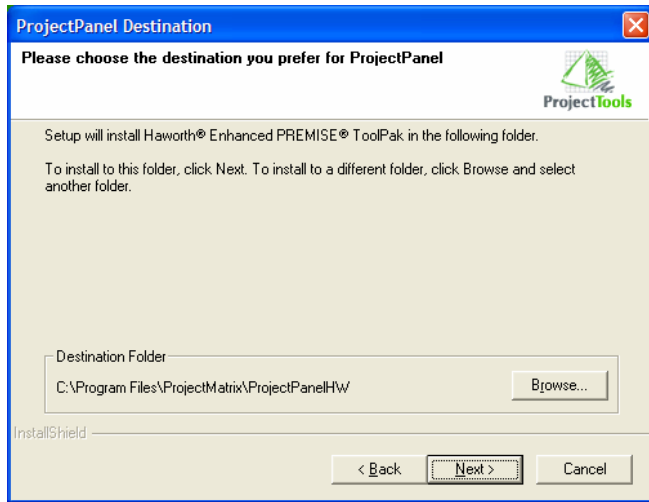 ProjectPanel Destination
Please choose the destination you prefer for ProjectPanel
ProjectTools
Setup will install Haworth® Enhanced PREMISE® ToolPak in the following folder.
To install to this folder, click Next. To install to a different folder, click Browse and select
another folder.
Destination Folder
C:\Program Files\ProjectMatrix\ProjectPanelHW
Browse...
InstallShield
< Back Next > Cancel